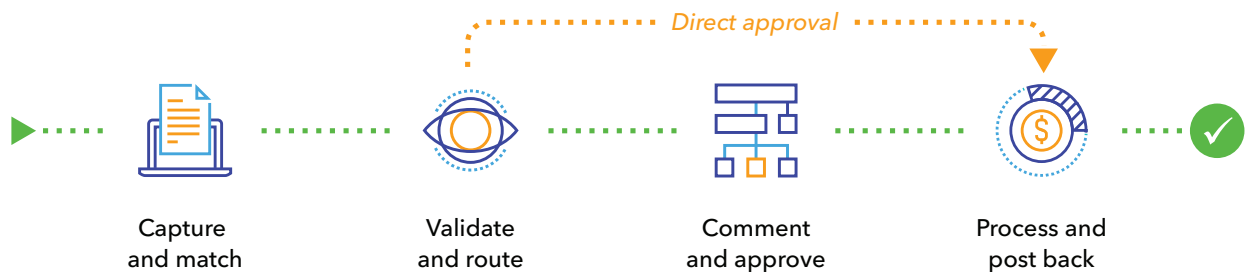 Direct approval
$
Capture
and match
Validate
and route
Comment
and approve
Process and
post back